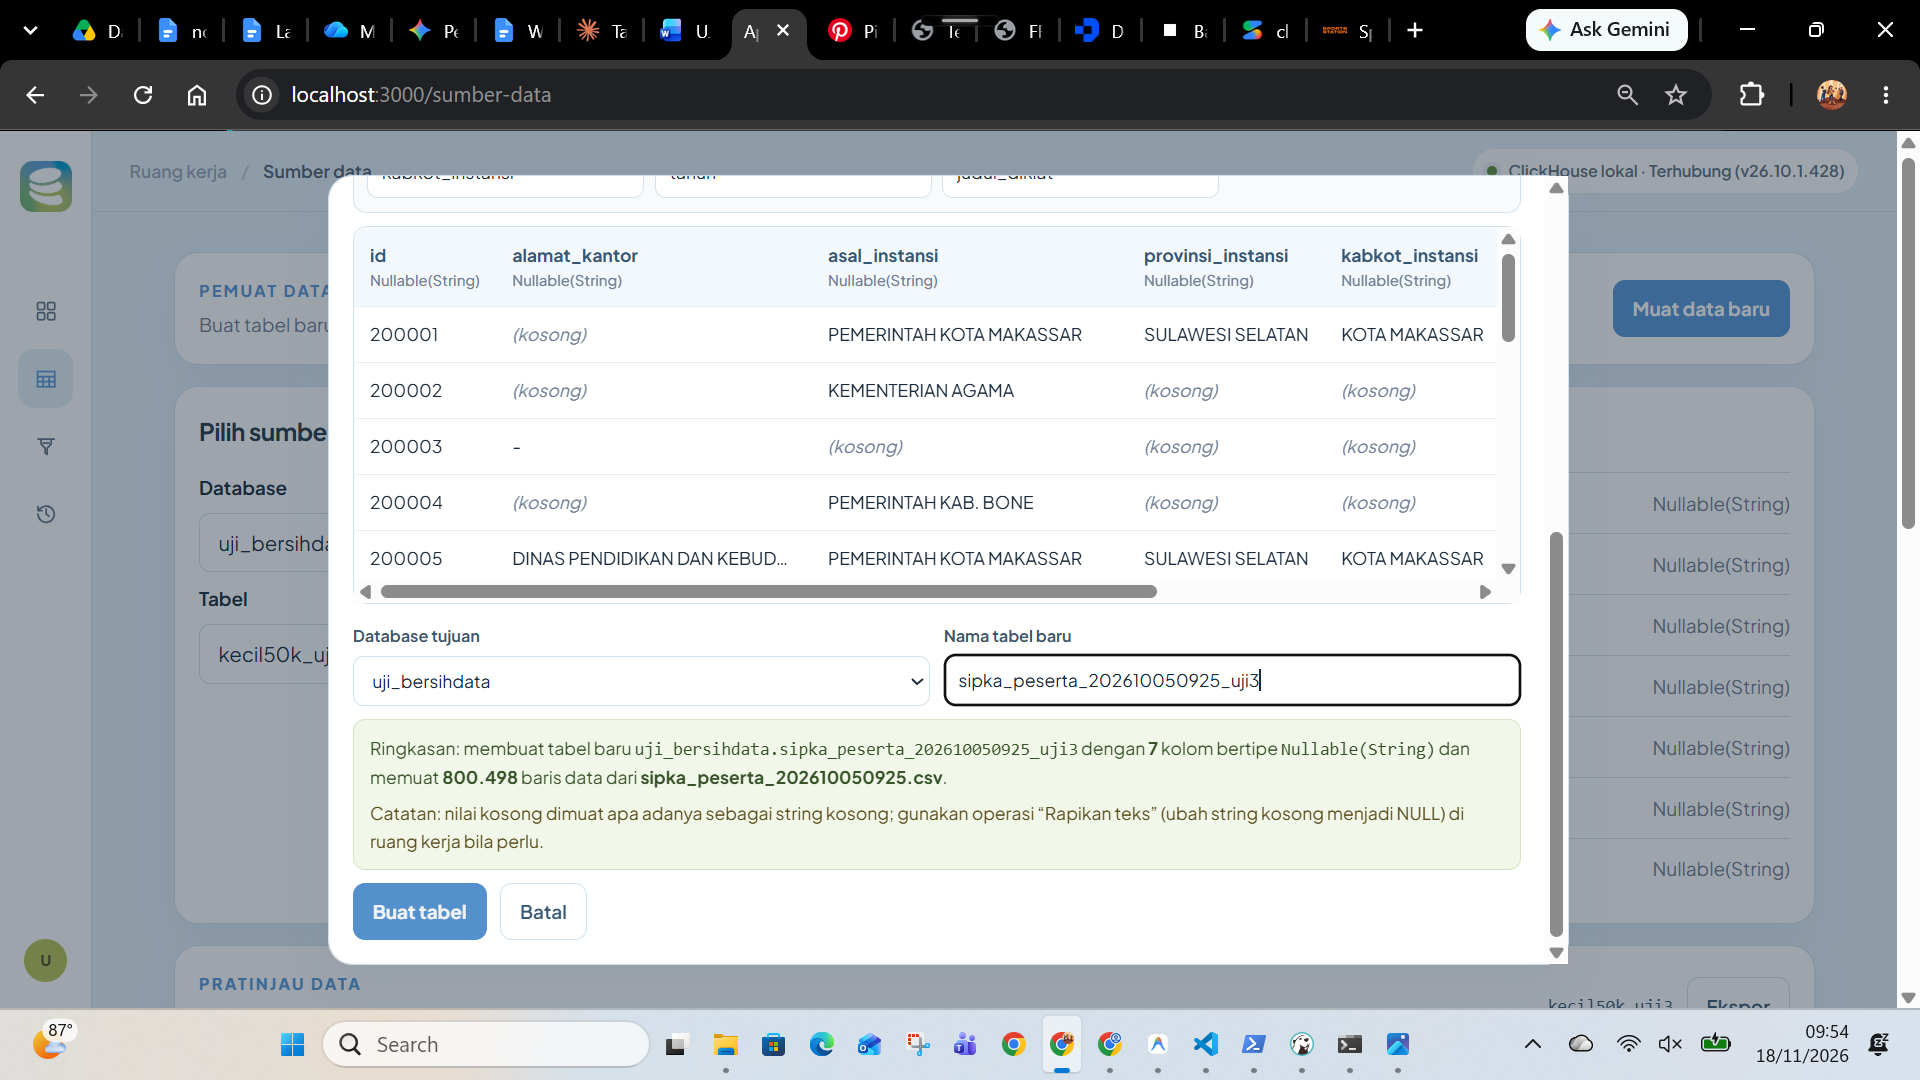 Ask Gemini
localhost:3000/sumber-data
Ruang kerja / Sumber data
ClickHouse lokal · Terhubung (v26.10.1.428)
PEMUAT DATA
Buat tabel baru
Muat data baru
Pilih sumbe
Database
uji_bersihda
Tabel
kecil50k_uj
Nullable(String)
Nullable(String)
Nullable(String)
Nullable(String)
Nullable(String)
Nullable(String)
Nullable(String)
kabkot_instansi tahun judul_diklat
id alamat_kantor asal_instansi provinsi_instansi kabkot_instansi
Nullable(String) Nullable(String) Nullable(String) Nullable(String) Nullable(String)
200001 (kosong) PEMERINTAH KOTA MAKASSAR SULAWESI SELATAN KOTA MAKASSAR
200002 (kosong) KEMENTERIAN AGAMA (kosong) (kosong)
200003 - (kosong) (kosong) (kosong)
200004 (kosong) PEMERINTAH KAB. BONE (kosong) (kosong)
200005 DINAS PENDIDIKAN DAN KEBUD... PEMERINTAH KOTA MAKASSAR SULAWESI SELATAN KOTA MAKASSAR
Database tujuan Nama tabel baru
uji_bersihdata sipka_peserta_202610050925_uji3
Ringkasan: membuat tabel baru uji_bersihdata.sipka_peserta_202610050925_uji3 dengan 7 kolom bertipe Nullable(String) dan
memuat 800.498 baris data dari sipka_peserta_202610050925.csv.
Catatan: nilai kosong dimuat apa adanya sebagai string kosong; gunakan operasi “Rapikan teks” (ubah string kosong menjadi NULL) di
ruang kerja bila perlu.
Buat tabel Batal
U
PRATINJAU DATA
kecil50k_uji3 Ekspor
87°
Search
09:54
18/11/2026